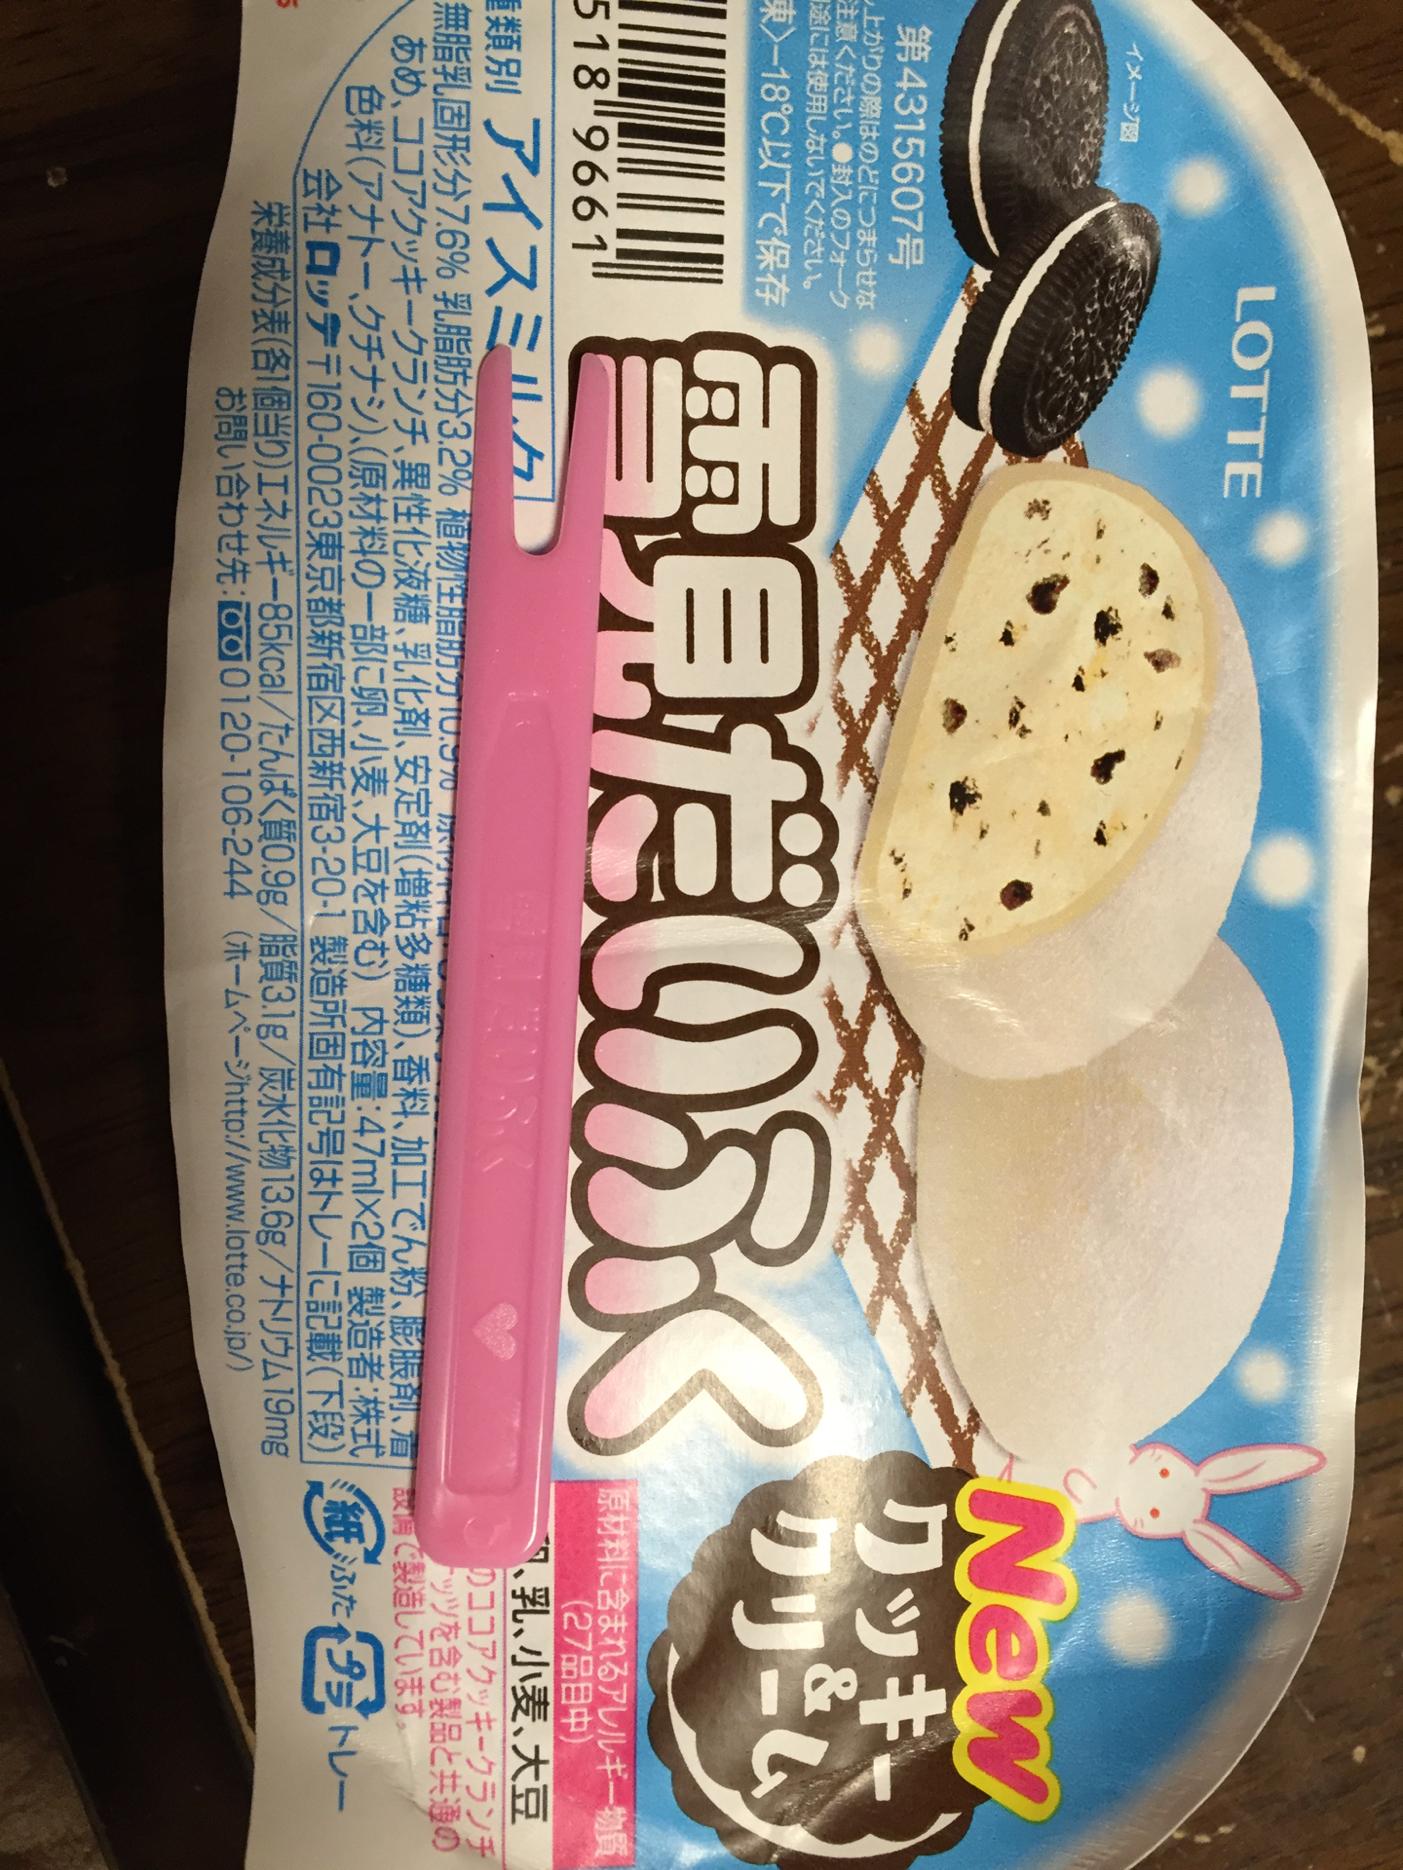 LOTTE
イメージ図
第4315607号
上がりの際はのどにつまらせな
注意ください。●封入のフォーク
途には使用しないでください。
-18℃以下で保存
518 9661
雪見だいふく
New
クッキー
&
クリーム
種類別 アイスミルク
無脂乳固形分7.6% 乳脂肪分3.2% 植物性脂肪分
あめ、ココアクッキークランチ、異性化液糖、乳化剤、安定剤(増粘多糖類)、香料、加工でん粉、膨脹剤、着
色料(アナトー、クチナシ)、(原材料の一部に卵、小麦、大豆を含む) 内容量:47ml×2個 製造者:株式
会社ロッテ 〒160-0023東京都新宿区西新宿3-20-1 製造所固有記号はトレーに記載(下段)
栄養成分表(各1個当り)エネルギー85kcal/たんぱく質0.9g/脂質3.1g/炭水化物13.6g/ナトリウム19mg
お問い合わせ先:0120-106-244 (ホームページhttp://www.lotte.co.jp/)
原材料に含まれるアレルギー物質
(27品目中)
卵、乳、小麦、大豆
のココアクッキークランチ
ッツを含む製品と共通の
設備で製造しています。
紙 ふた
プラ トレー